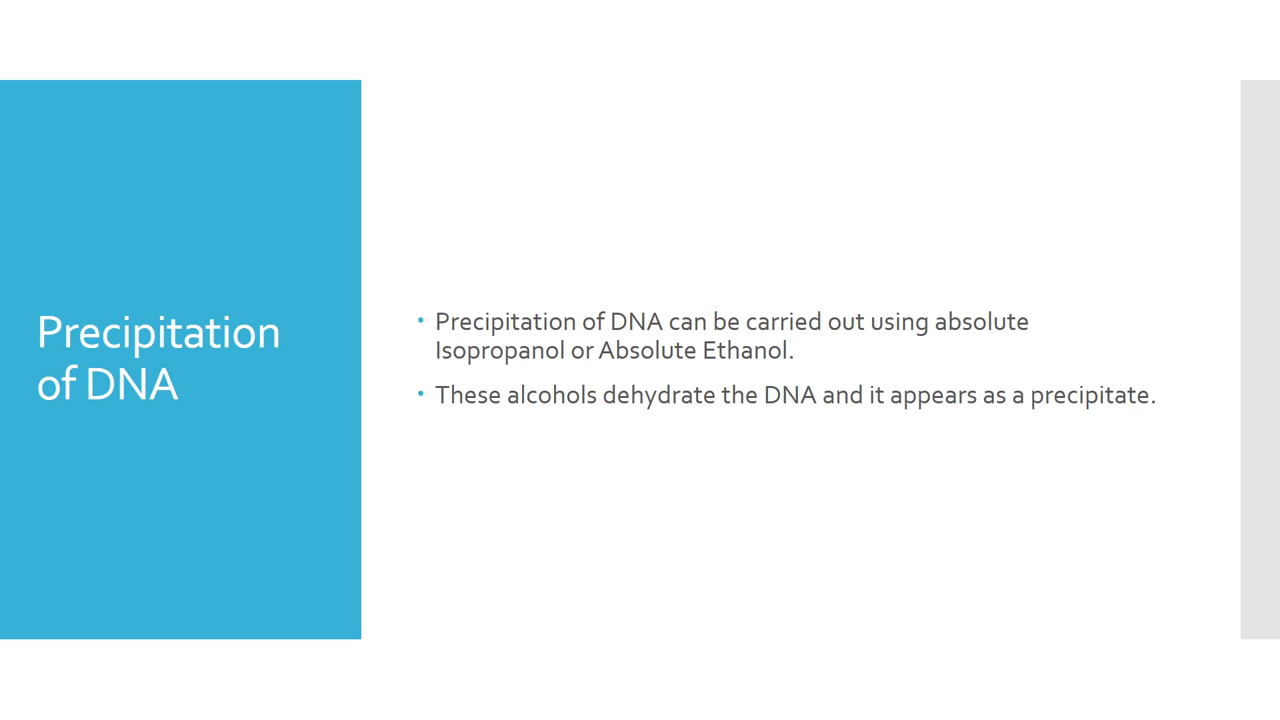 Precipitation
of DNA
• Precipitation of DNA can be carried out using absolute
Isopropanol or Absolute Ethanol.
• These alcohols dehydrate the DNA and it appears as a precipitate.